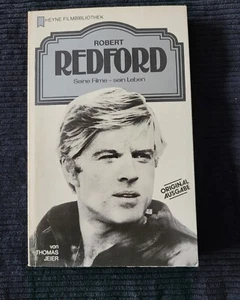 HEYNE FILMBIBLIOTHEK
ROBERT
REDFORD
Seine Filme – sein Leben
ORIGINAL
AUSGABE
von
THOMAS
JEIER